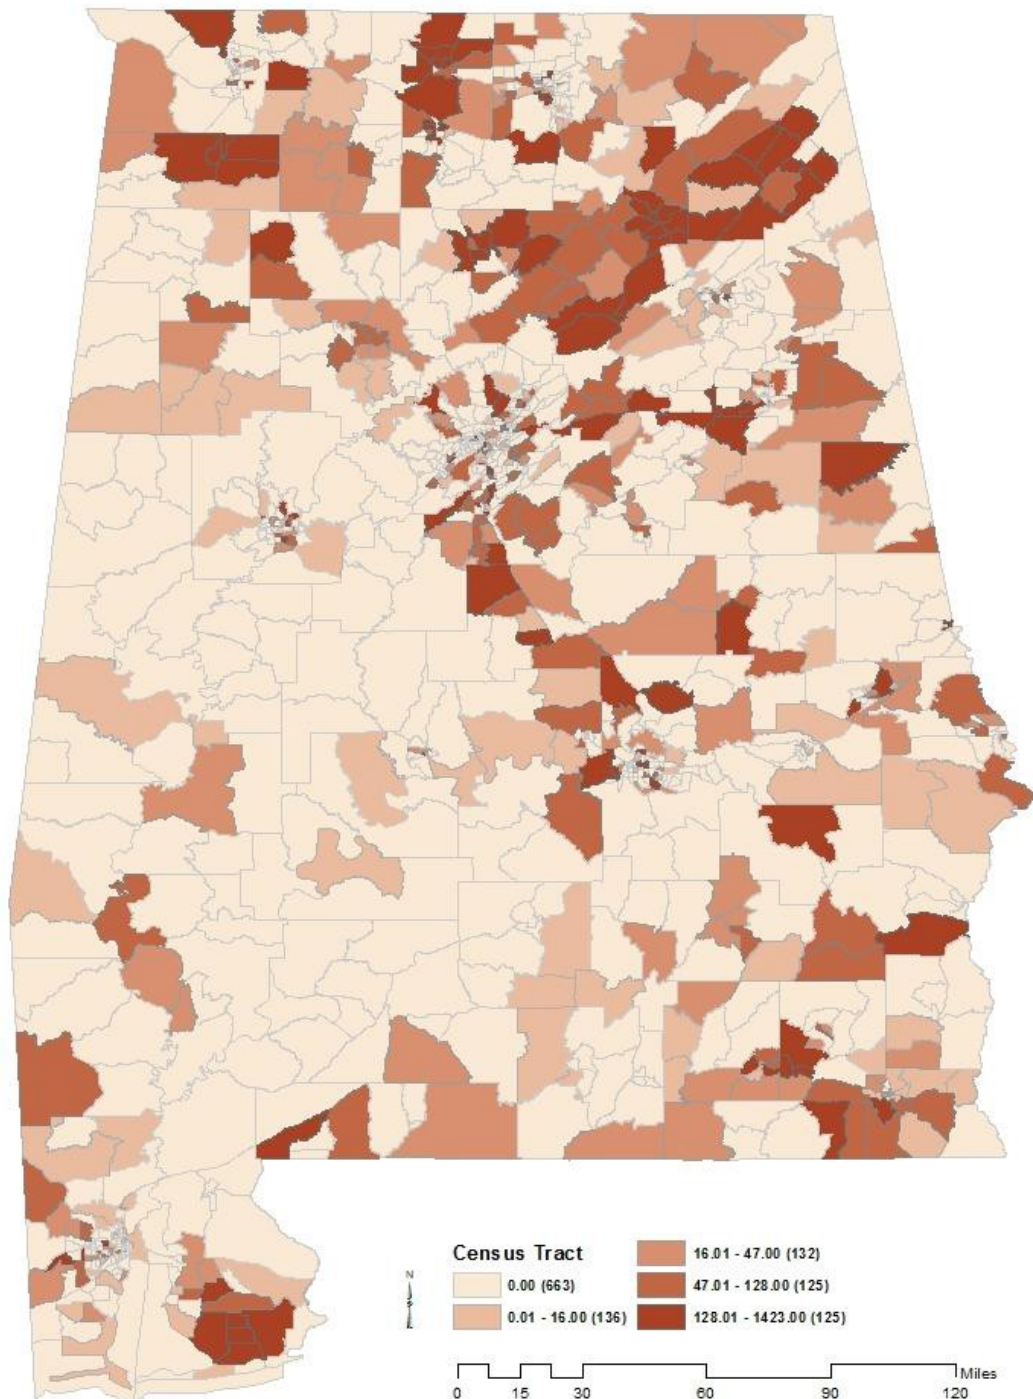 Census Tract
0.00 (663)
0.01 - 16.00 (136)
16.01 - 47.00 (132)
47.01 - 128.00 (125)
128.01 - 1423.00 (125)
N
Miles
0 15 30 60 90 120